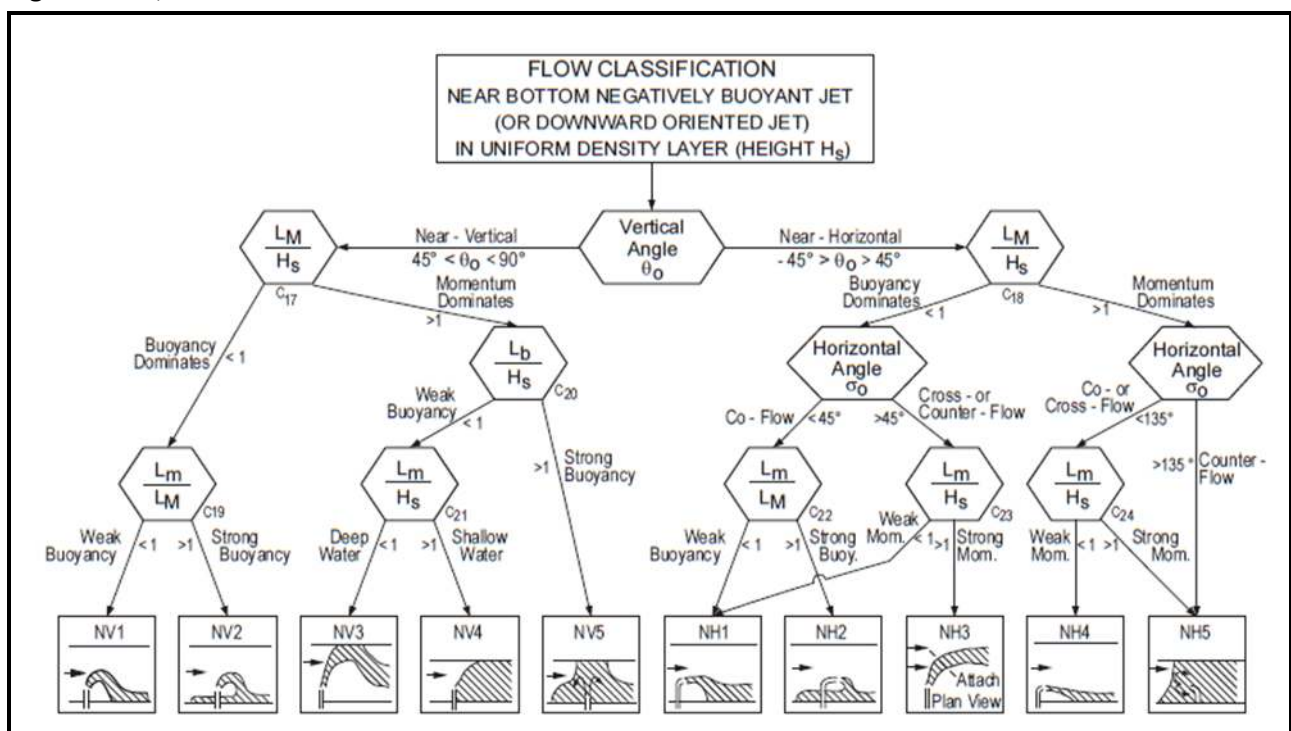 FLOW CLASSIFICATION
NEAR BOTTOM NEGATIVELY BUOYANT JET
(OR DOWNWARD ORIENTED JET)
IN UNIFORM DENSITY LAYER (HEIGHT HS)
LM
HS
C17
Near - Vertical
45° < θo < 90°
Vertical
Angle
θo
Near - Horizontal
- 45° > θo > 45°
LM
HS
C18
Buoyancy
Dominates
< 1
Momentum
Dominates
>1
Lb
HS
C20
Buoyancy
Dominates
< 1
Horizontal
Angle
σo
Momentum
Dominates
>1
Horizontal
Angle
σo
Weak
Buoyancy
< 1
>1
Strong
Buoyancy
Co - Flow
< 45°
>45°
Cross - or
Counter - Flow
Co - or
Cross - Flow
<135°
>135°
Counter -
Flow
Lm
LM
C19
Lm
HS
C21
Lm
LM
C22
Lm
HS
C23
Lm
HS
C24
Weak
Buoyancy
< 1
>1
Strong
Buoyancy
Deep
Water
< 1
>1
Shallow
Water
Weak
Buoyancy
< 1
>1
Strong
Buoy.
Weak
Mom.
< 1
>1
Strong
Mom.
Weak
Mom.
< 1
>1
Strong
Mom.
NV1
NV2
NV3
NV4
NV5
NH1
NH2
NH3
Attach
Plan View
NH4
NH5